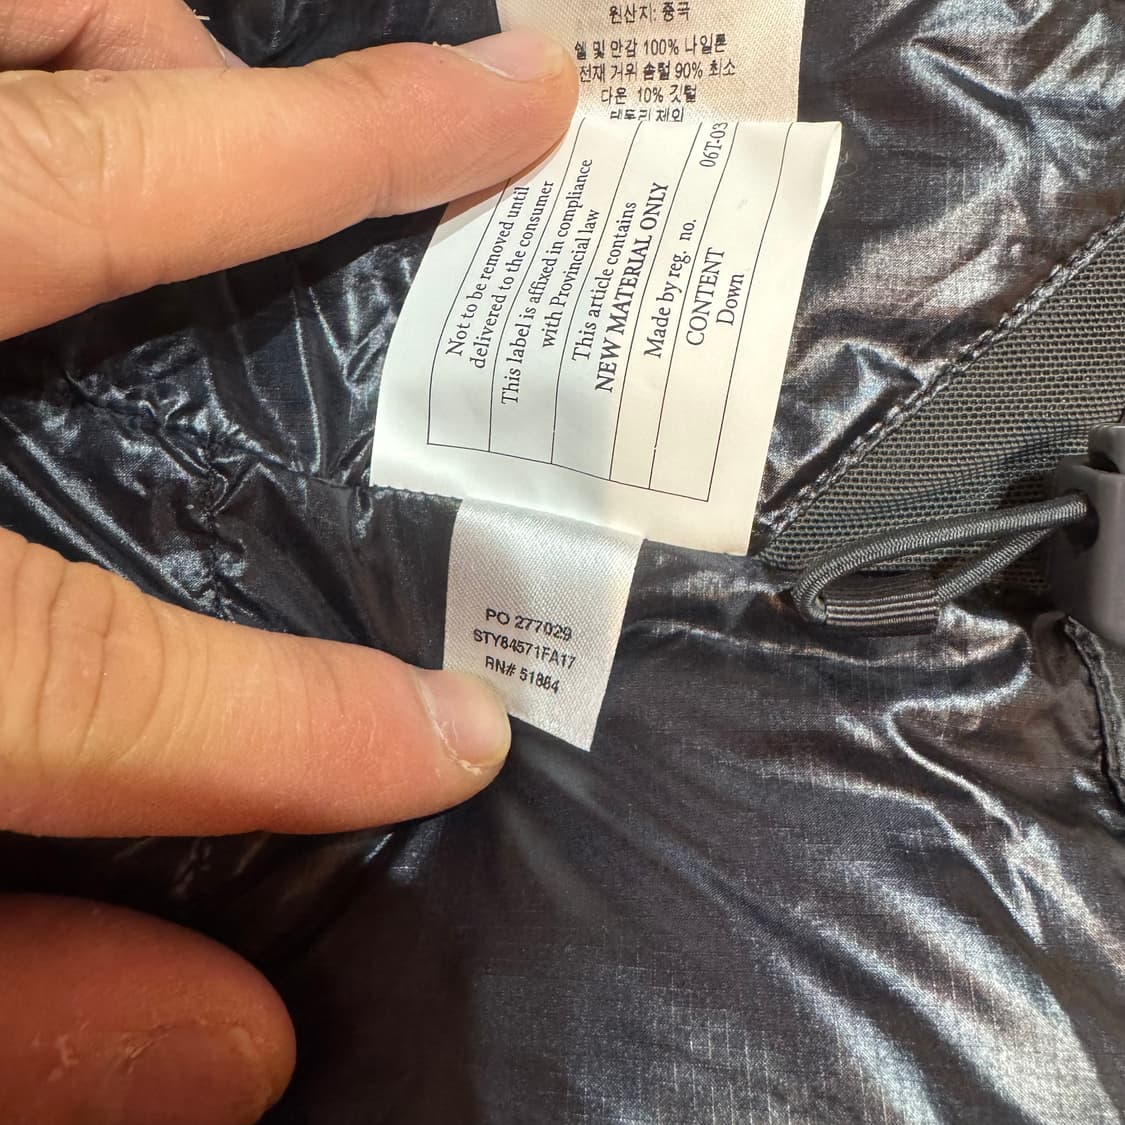 원산지: 중국
쉘 및 안감 100% 나일론
전재 거위 솜털 90% 최소
다운 10% 깃털
제외
Not to be removed until
delivered to the consumer
This label is affixed in compliance
with Provincial law
This article contains
NEW MATERIAL ONLY
Made by reg. no. 06T-03
CONTENT
Down
PO 277029
STY84571FA17
RN# 51884